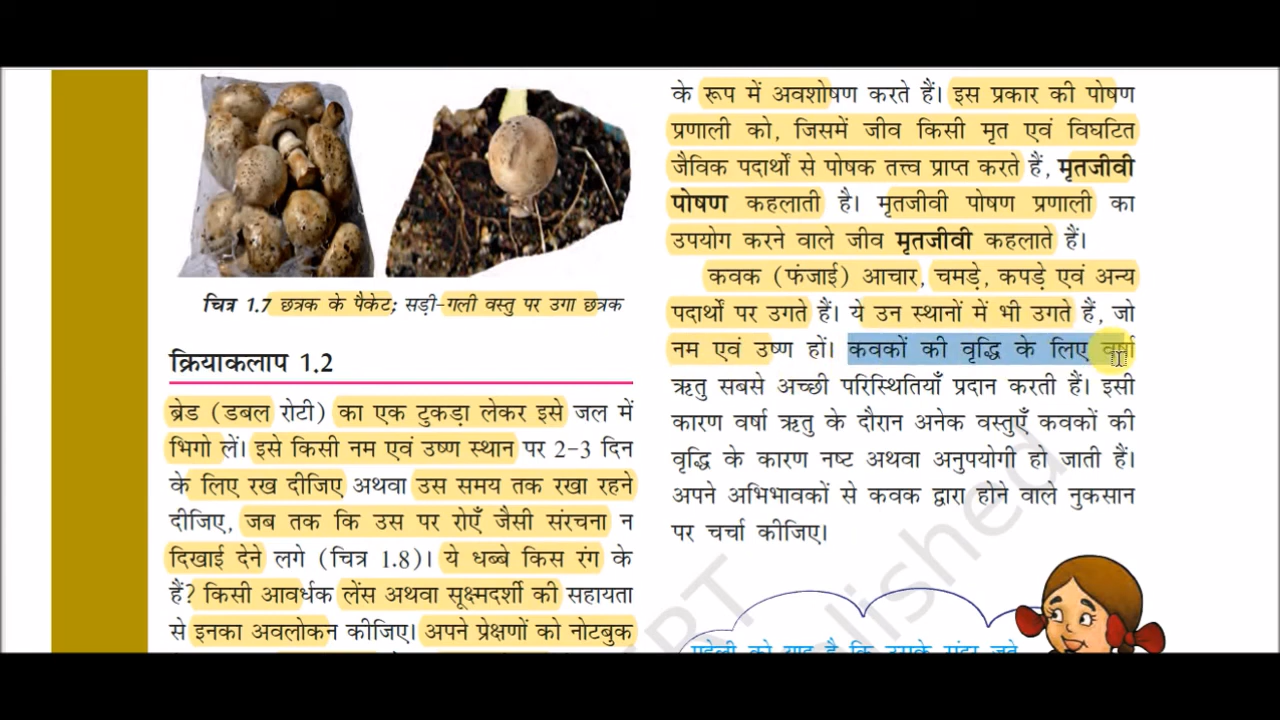 चित्र 1.7 छत्रक के पैकेट; सड़ी-गली वस्तु पर उगा छत्रक
क्रियाकलाप 1.2
ब्रेड (डबल रोटी) का एक टुकड़ा लेकर इसे जल में
भिगो लें। इसे किसी नम एवं उष्ण स्थान पर 2-3 दिन
के लिए रख दीजिए अथवा उस समय तक रखा रहने
दीजिए, जब तक कि उस पर रोएँ जैसी संरचना न
दिखाई देने लगे (चित्र 1.8)। ये धब्बे किस रंग के
हैं? किसी आवर्धक लेंस अथवा सूक्ष्मदर्शी की सहायता
से इनका अवलोकन कीजिए। अपने प्रेक्षणों को नोटबुक
के रूप में अवशोषण करते हैं। इस प्रकार की पोषण
प्रणाली को, जिसमें जीव किसी मृत एवं विघटित
जैविक पदार्थों से पोषक तत्त्व प्राप्त करते हैं, मृतजीवी
पोषण कहलाती है। मृतजीवी पोषण प्रणाली का
उपयोग करने वाले जीव मृतजीवी कहलाते हैं।
कवक (फंजाई) आचार, चमड़े, कपड़े एवं अन्य
पदार्थों पर उगते हैं। ये उन स्थानों में भी उगते हैं, जो
नम एवं उष्ण हों। कवकों की वृद्धि के लिए वर्षा
ऋतु सबसे अच्छी परिस्थितियाँ प्रदान करती हैं। इसी
कारण वर्षा ऋतु के दौरान अनेक वस्तुएँ कवकों की
वृद्धि के कारण नष्ट अथवा अनुपयोगी हो जाती हैं।
अपने अभिभावकों से कवक द्वारा होने वाले नुकसान
पर चर्चा कीजिए।